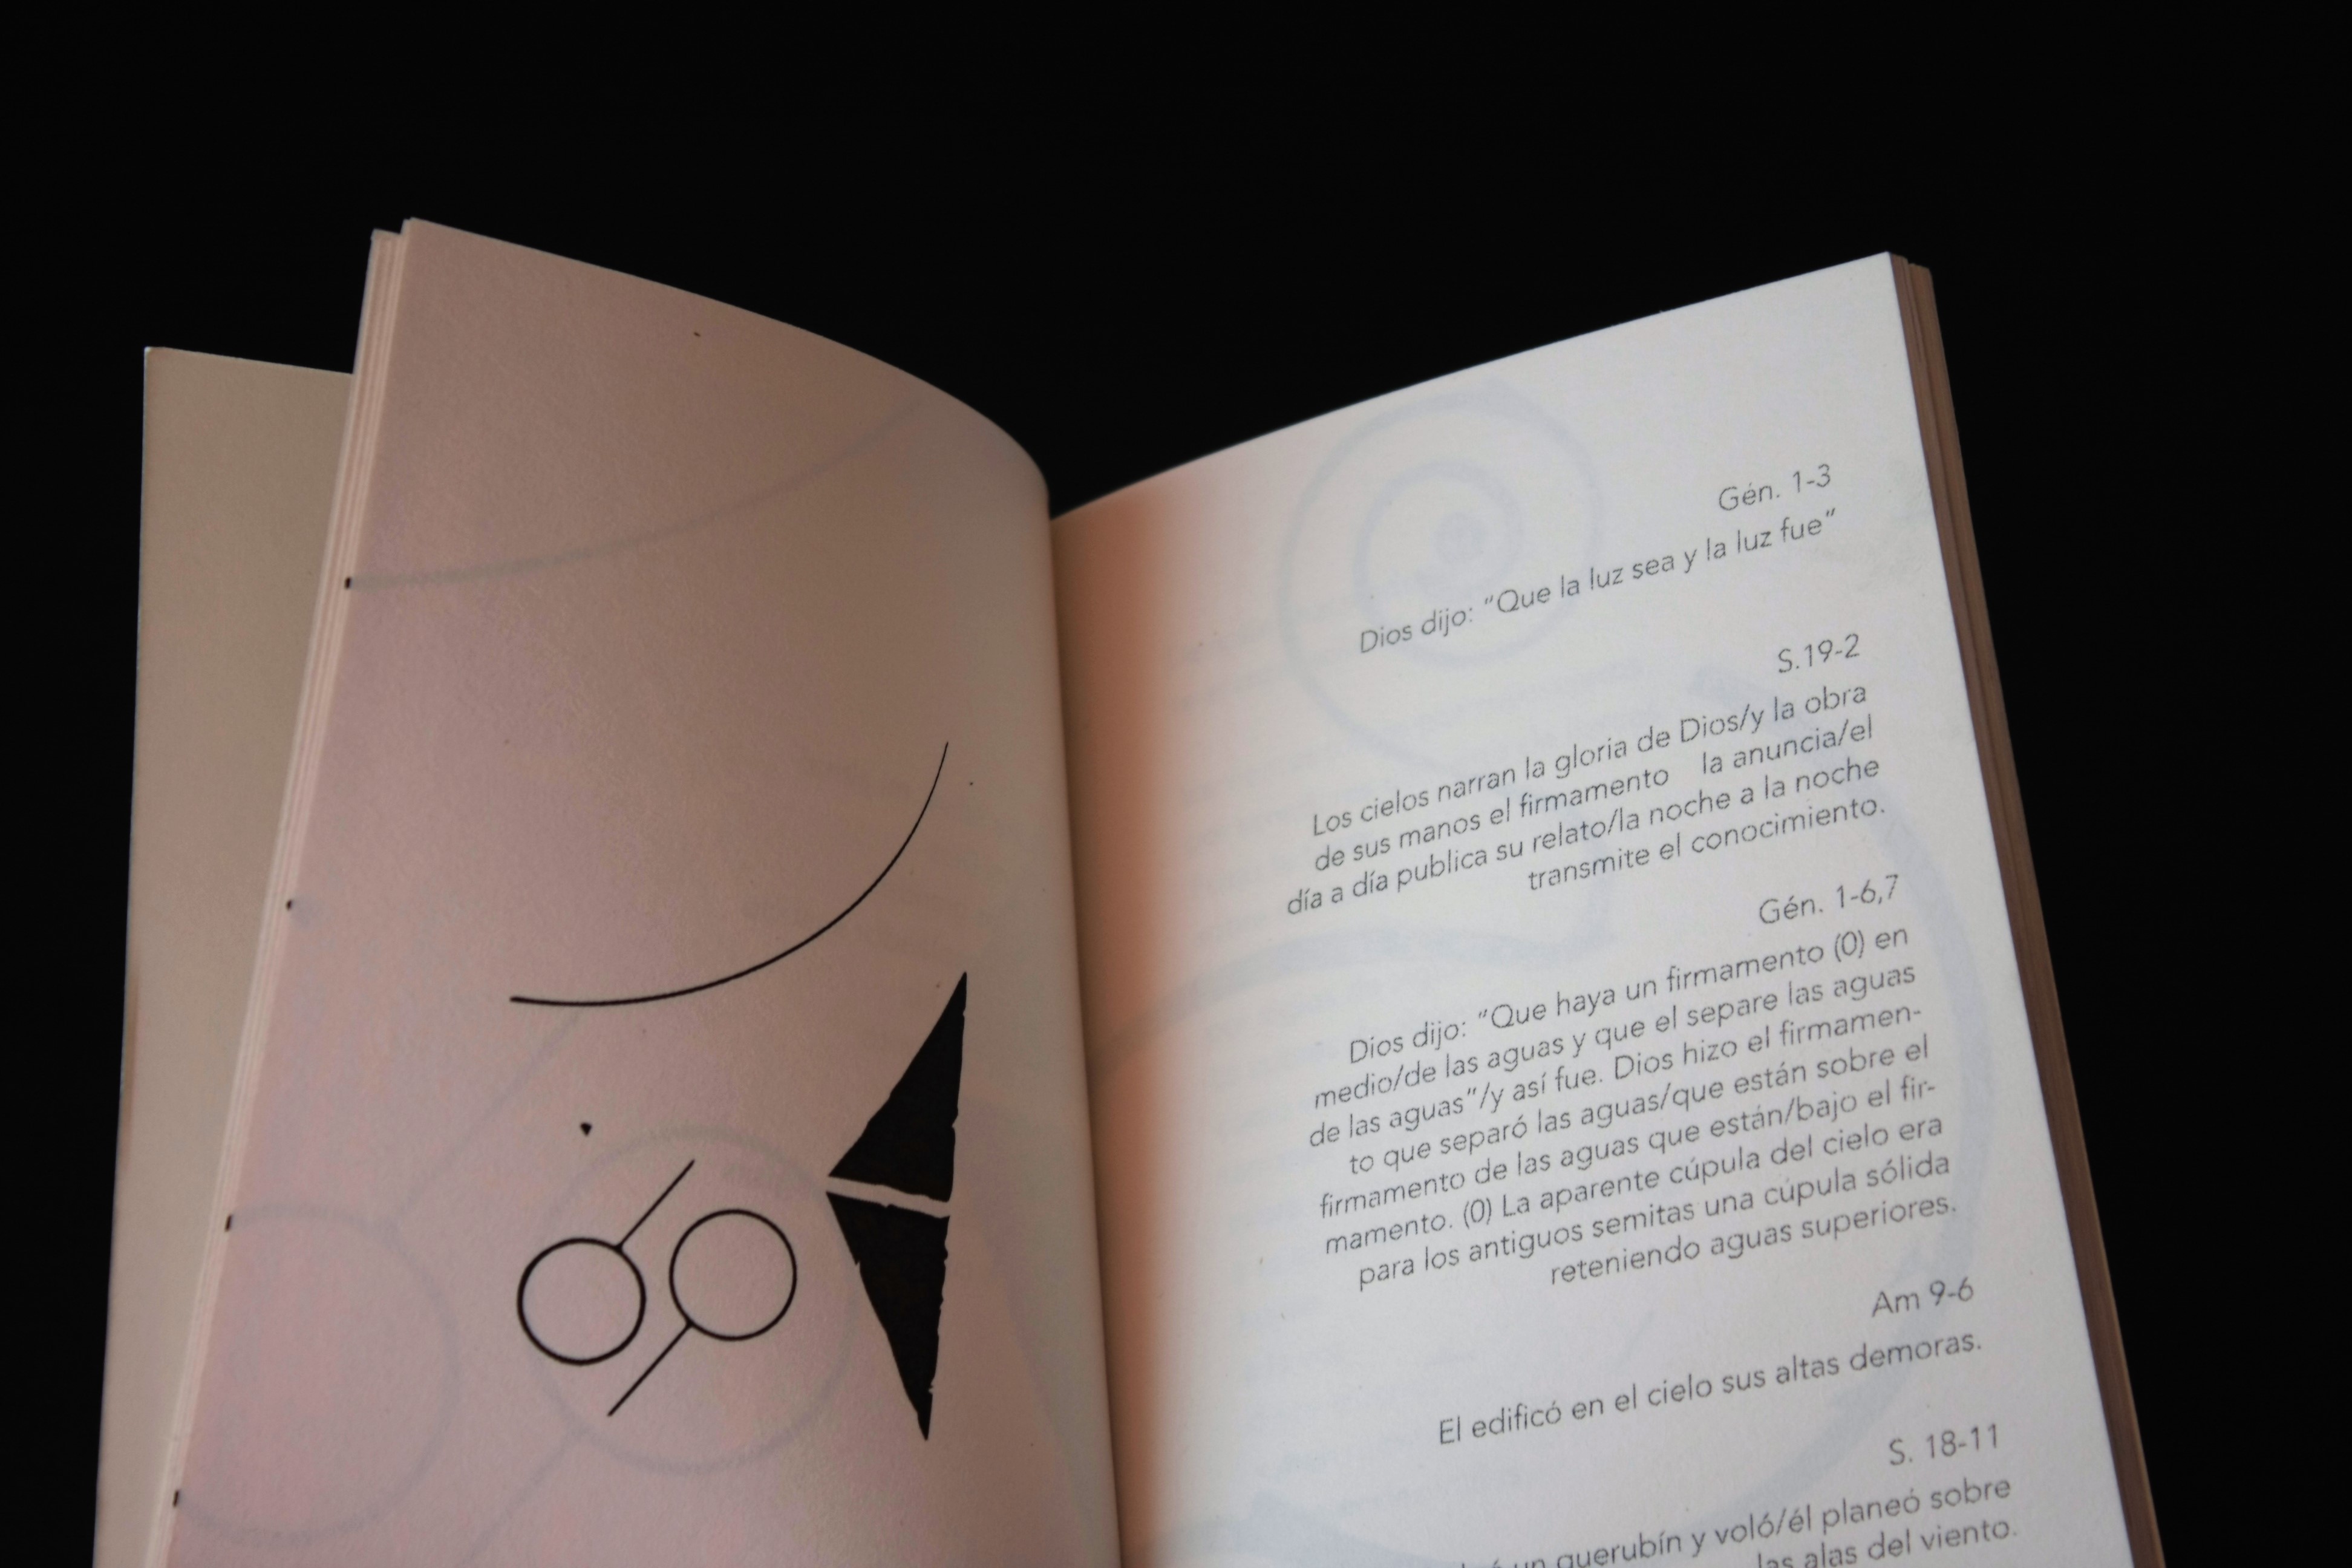 Gén. 1-3
Dios dijo: “Que la luz sea y la luz fue”
S.19-2
Los cielos narran la gloria de Dios/y la obra
de sus manos el firmamento la anuncia/el
día a día publica su relato/la noche a la noche
transmite el conocimiento.
Gén. 1-6,7
Dios dijo: “Que haya un firmamento (0) en
medio/de las aguas y que el separe las aguas
de las aguas”/y así fue. Dios hizo el firmamen-
to que separó las aguas/que están sobre el
firmamento de las aguas que están/bajo el fir-
mamento. (0) La aparente cúpula del cielo era
para los antiguos semitas una cúpula sólida
reteniendo aguas superiores.
Am 9-6
El edificó en el cielo sus altas demoras.
S. 18-11
un querubín y voló/él planeó sobre
las alas del viento.